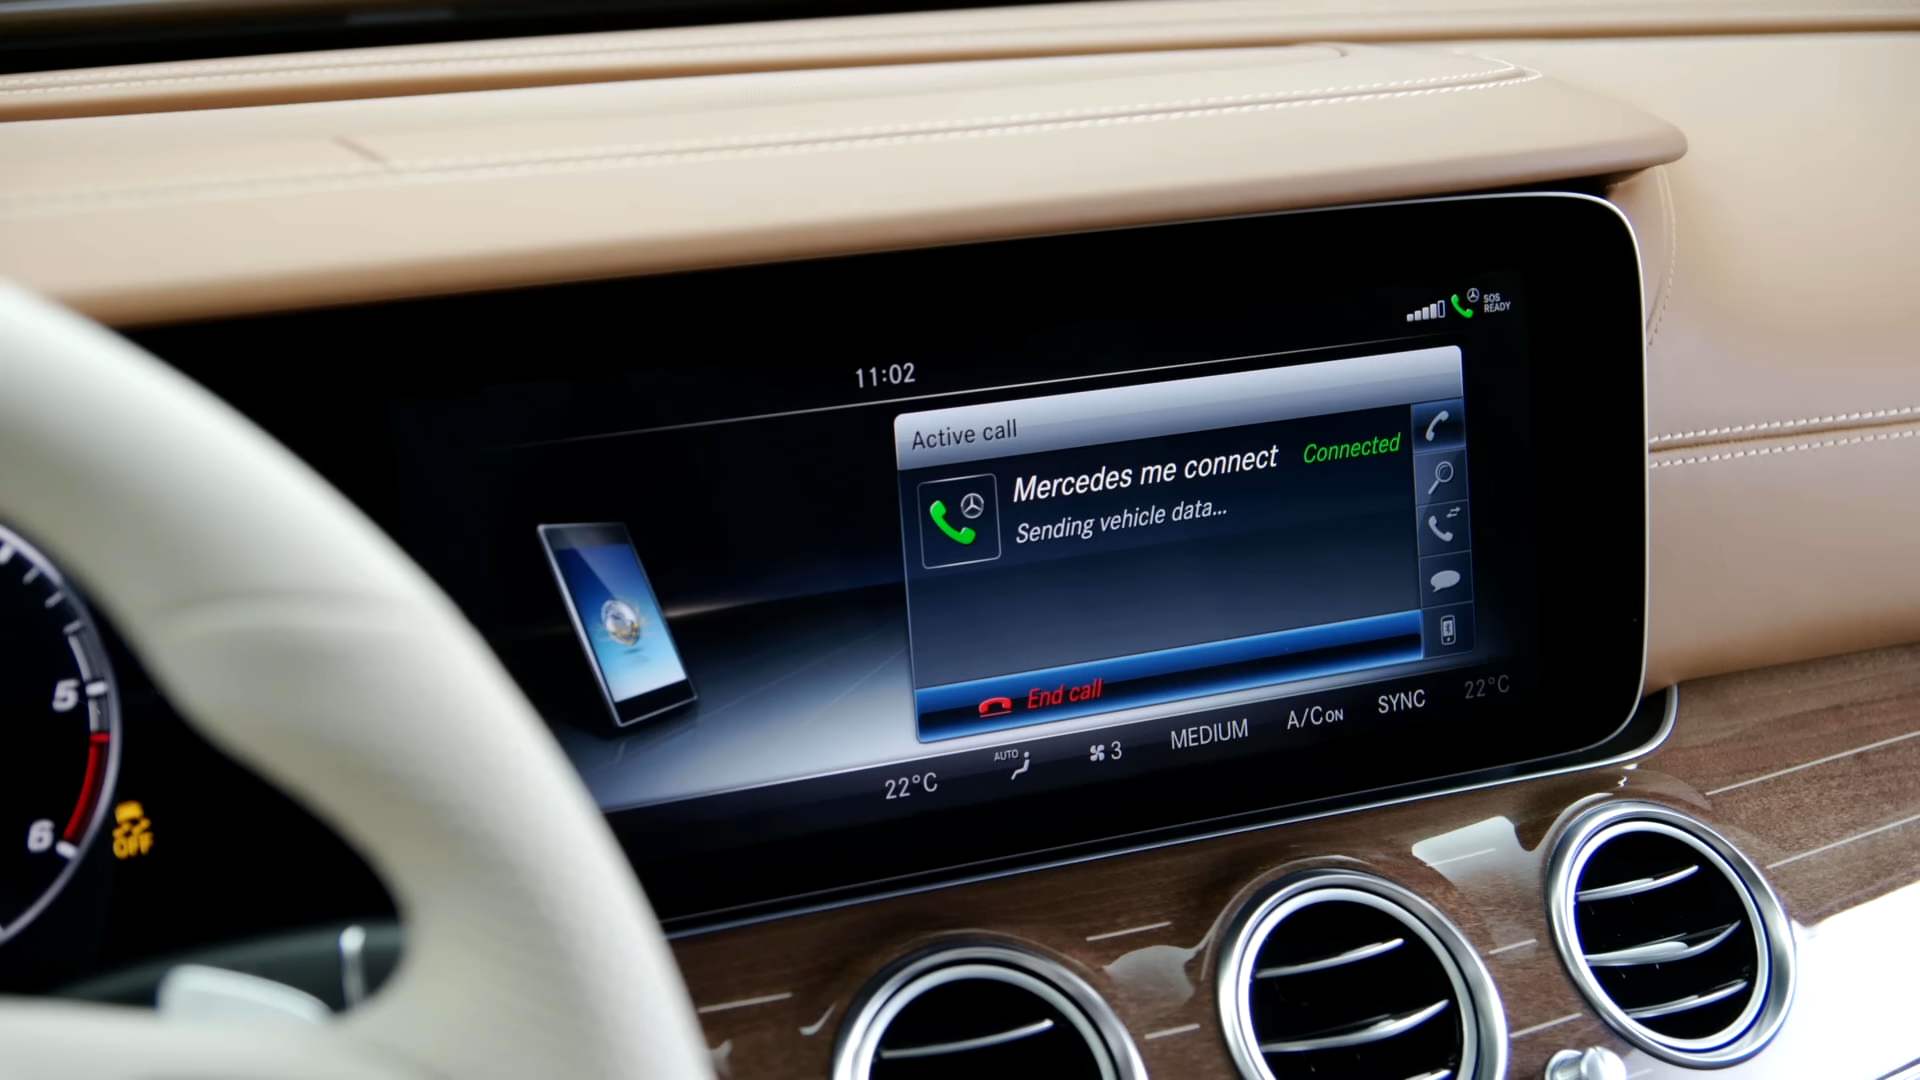 SOS
READY
11:02
Active call
Mercedes me connect
Connected
Sending vehicle data...
End call
22°C
AUTO
3
MEDIUM
A/C ON
SYNC
22°C
5
6
OFF